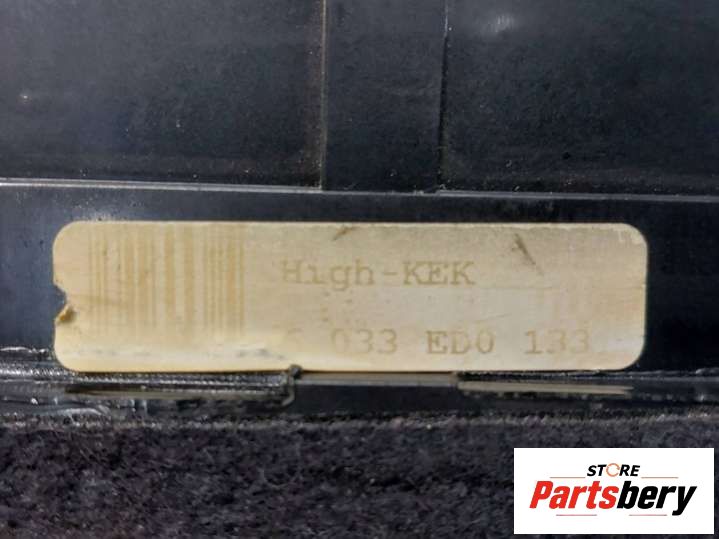 High-KEK
033 ED0 133
STORE
Partsbery